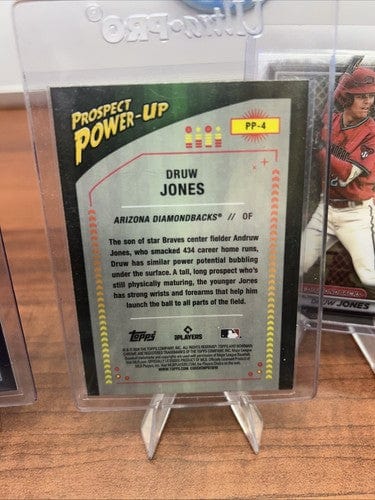 Ultra·PRO
PROSPECT
POWER-UP
PP-4
DRUW
JONES
ARIZONA DIAMONDBACKS® // OF
The son of star Braves center fielder Andruw
Jones, who smacked 434 career home runs,
Druw has similar power potential bubbling
under the surface. A tall, long prospect who's
still physically maturing, the younger Jones
has strong wrists and forearms that help him
launch the ball to all parts of the field.
Topps
PLAYERS
DRUW JONES